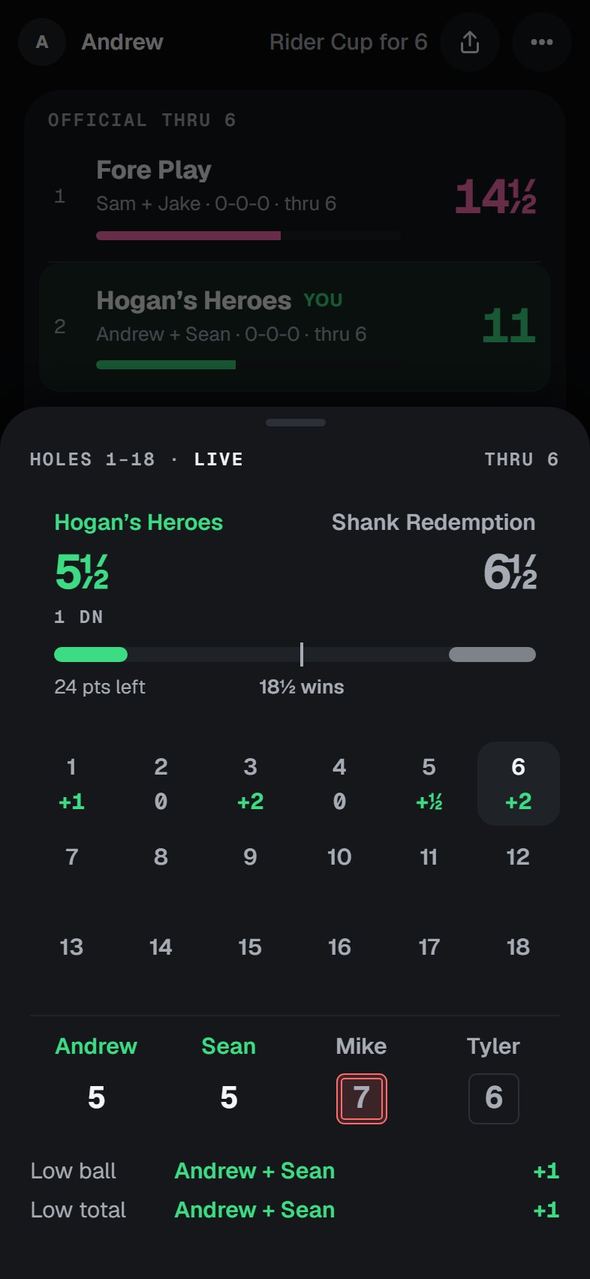 A Andrew Rider Cup for 6
OFFICIAL THRU 6
Fore Play
1 Sam + Jake · 0-0-0 · thru 6 14½
Hogan’s Heroes YOU
2 Andrew + Sean · 0-0-0 · thru 6 11
HOLES 1–18 · LIVE THRU 6
Hogan’s Heroes Shank Redemption
5½ 6½
1 DN
24 pts left 18½ wins
1 2 3 4 5 6
+1 0 +2 0 +½ +2
7 8 9 10 11 12
13 14 15 16 17 18
Andrew Sean Mike Tyler
5 5 7 6
Low ball Andrew + Sean +1
Low total Andrew + Sean +1